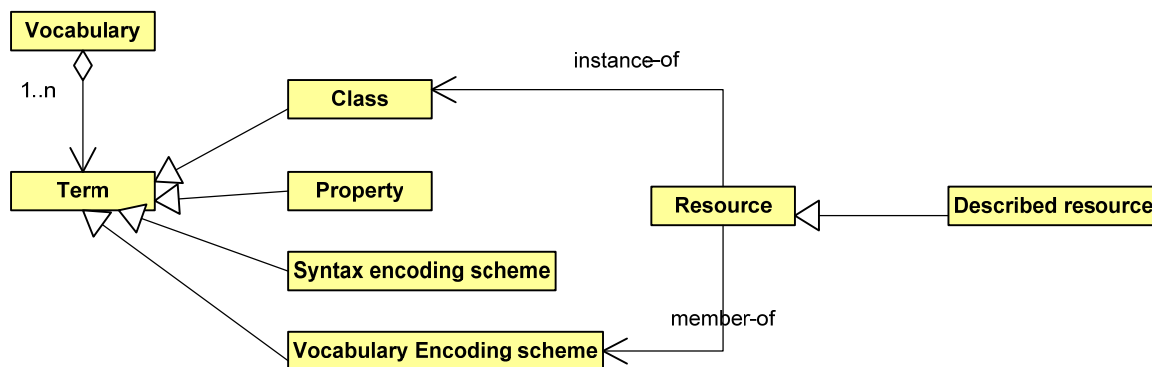 Vocabulary
1..n
instance-of
Class
Term
Property
Resource
Described resource
Syntax encoding scheme
member-of
Vocabulary Encoding scheme